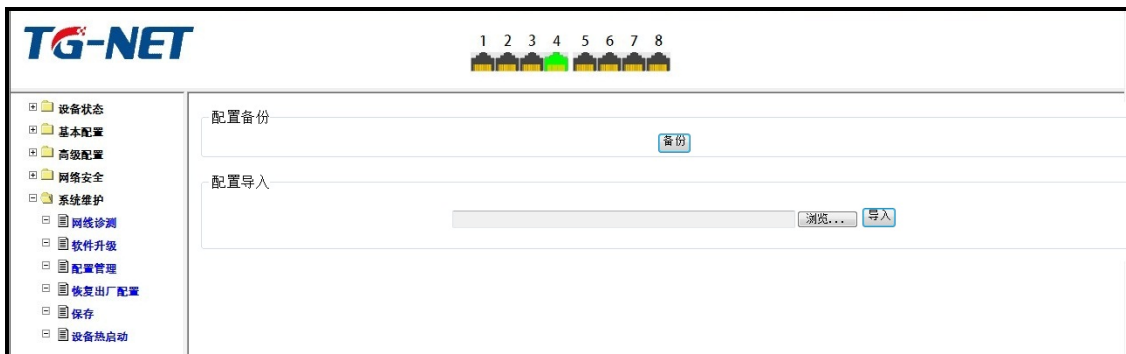 TG-NET
1 2 3 4 5 6 7 8
设备状态
基本配置
高级配置
网络安全
系统维护
网线诊测
软件升级
配置管理
恢复出厂配置
保存
设备热启动
配置备份
备份
配置导入
浏览... 导入